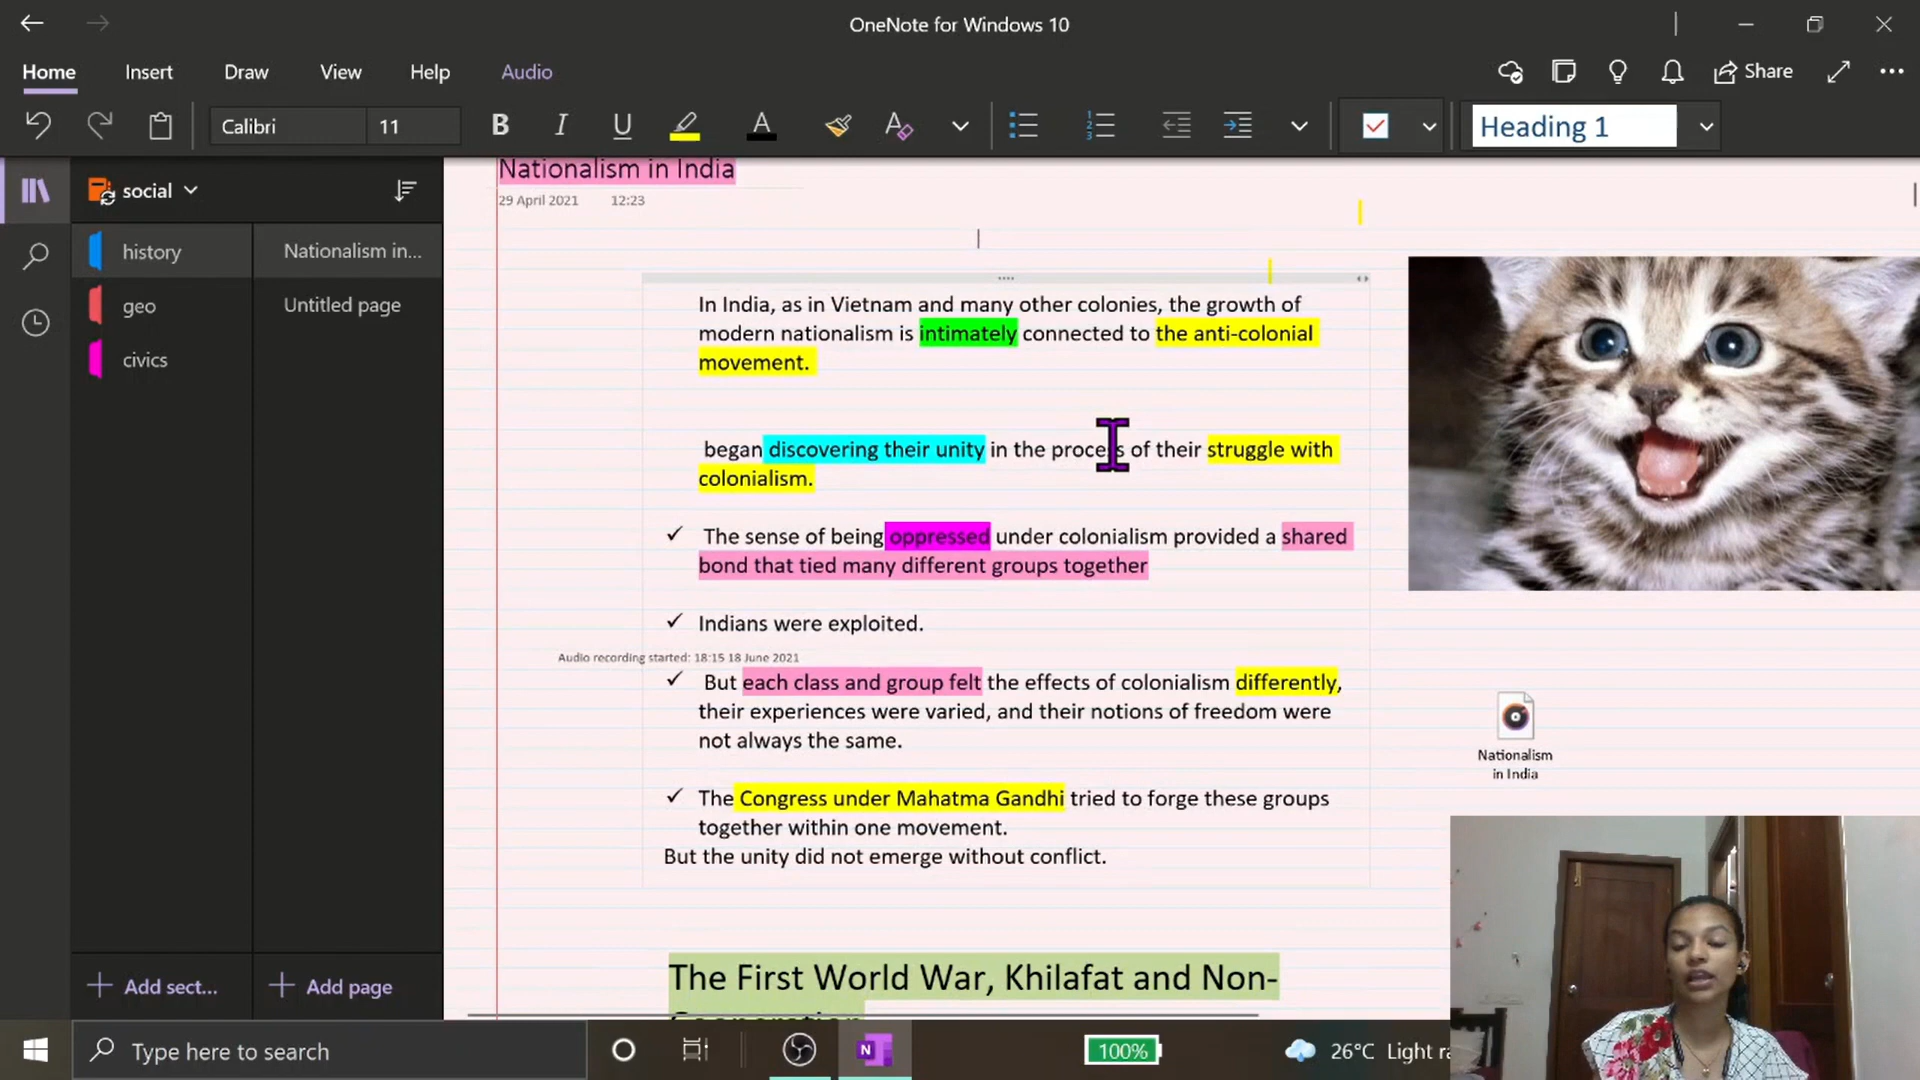 OneNote for Windows 10
Home Insert Draw View Help Audio Share
Calibri 11 B I U A A Heading 1
social
history
geo
civics
Nationalism in...
Untitled page
Nationalism in India
29 April 2021 12:23
In India, as in Vietnam and many other colonies, the growth of
modern nationalism is intimately connected to the anti-colonial
movement.
began discovering their unity in the process of their struggle with
colonialism.
The sense of being oppressed under colonialism provided a shared
bond that tied many different groups together
Indians were exploited.
Audio recording started: 18:15 18 June 2021
But each class and group felt the effects of colonialism differently,
their experiences were varied, and their notions of freedom were
not always the same.
The Congress under Mahatma Gandhi tried to forge these groups
together within one movement.
But the unity did not emerge without conflict.
Nationalism
in India
The First World War, Khilafat and Non-
Cooperation
Add sect... Add page
Type here to search N 100% 26°C Light ra